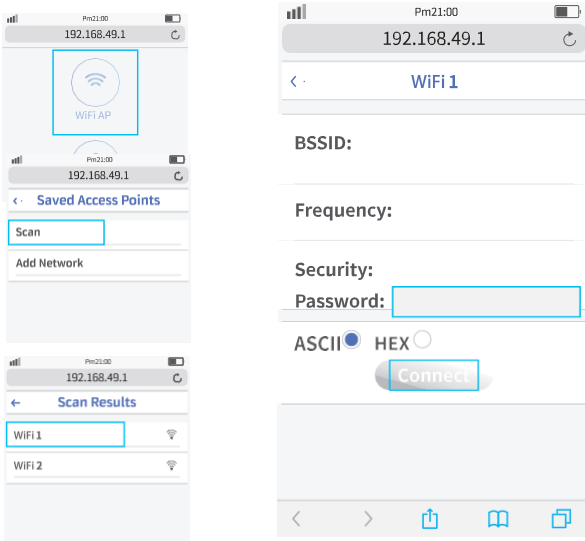 Pm21:00
192.168.49.1
WiFi AP
Pm21:00
192.168.49.1
Saved Access Points
Scan
Add Network
Pm21:00
192.168.49.1
Scan Results
WiFi 1
WiFi 2
Pm21:00
192.168.49.1
WiFi 1
BSSID:
Frequency:
Security:
Password:
ASCII HEX
Connect